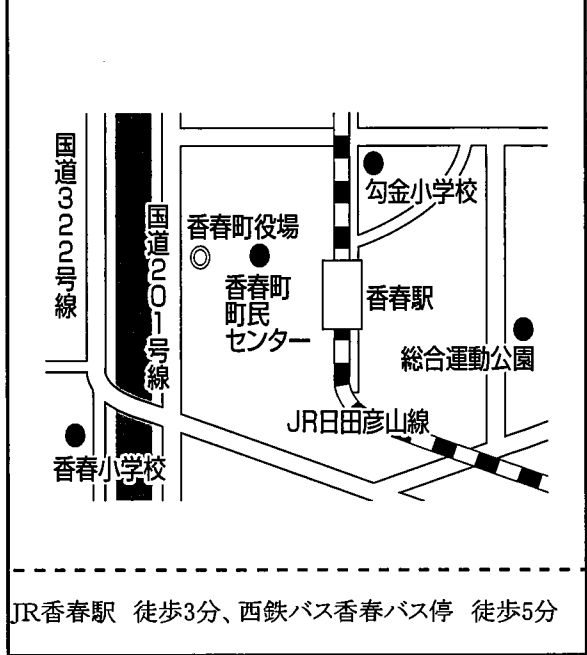 国道322号線
国道201号線
勾金小学校
香春町役場
香春町
町民
センター
香春駅
総合運動公園
JR日田彦山線
香春小学校
JR香春駅 徒歩3分、西鉄バス香春バス停 徒歩5分